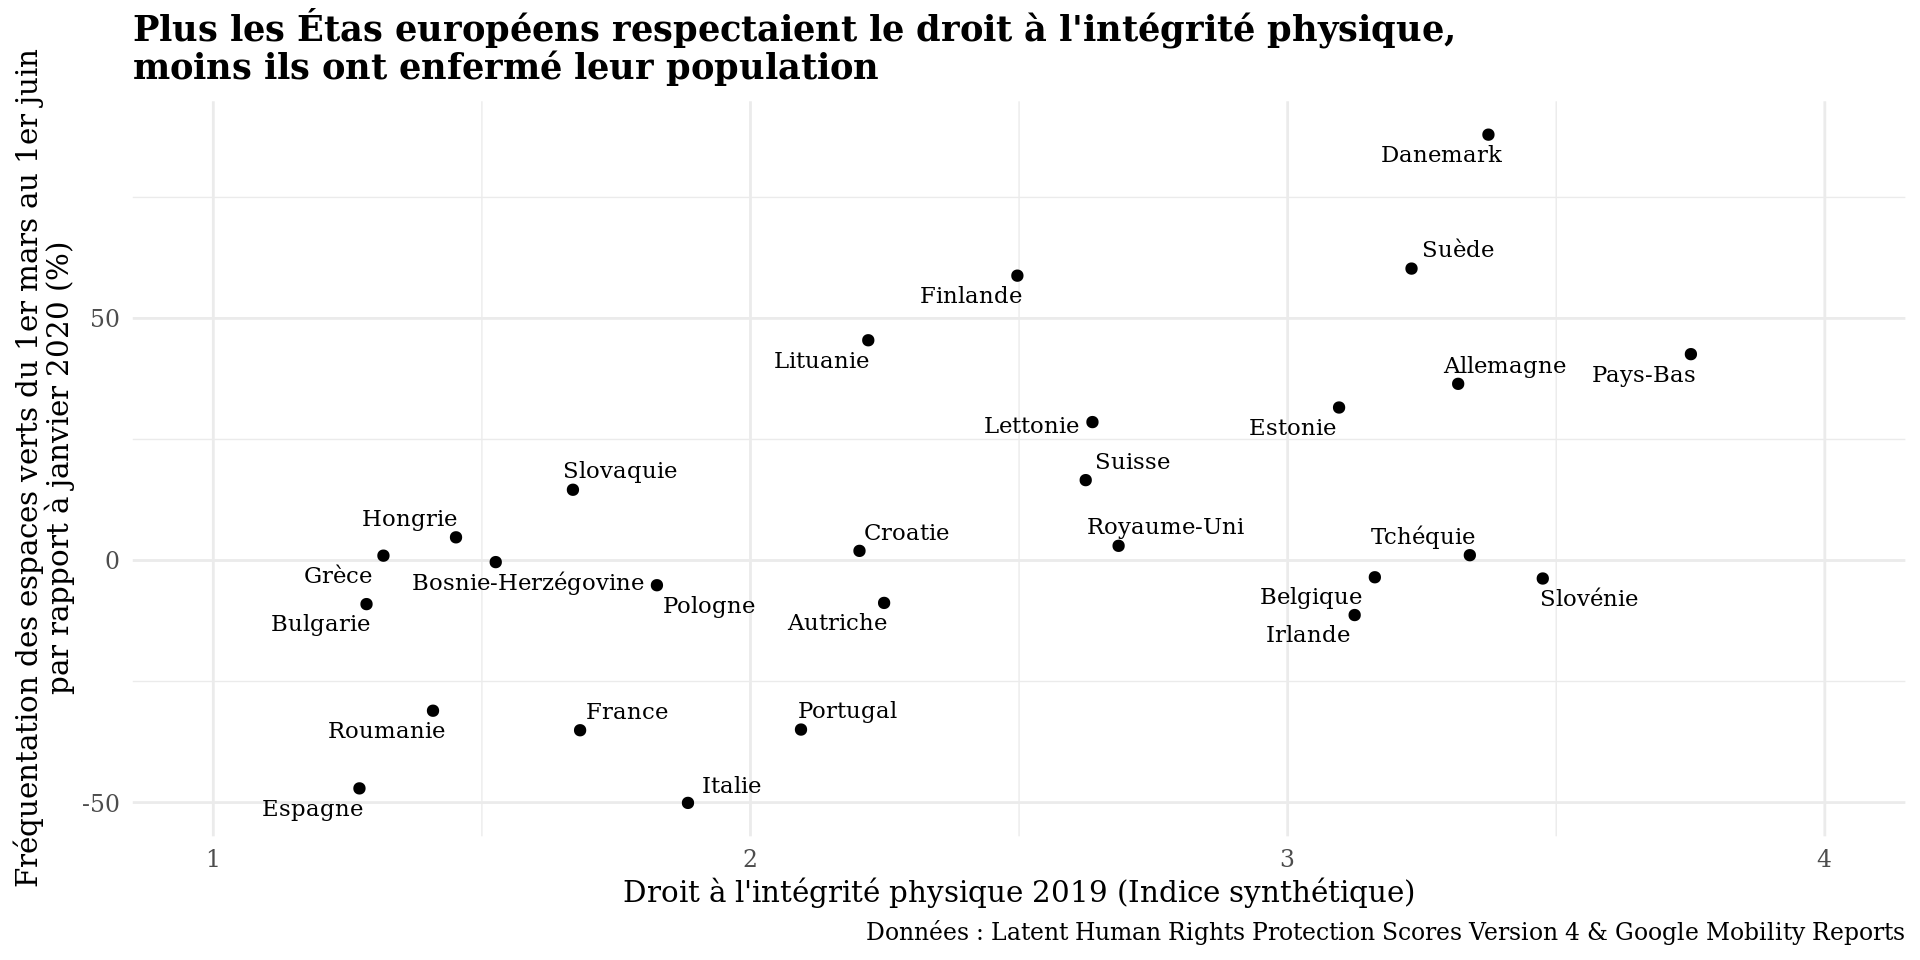 Plus les Étas européens respectaient le droit à l'intégrité physique,
moins ils ont enfermé leur population
Fréquentation des espaces verts du 1er mars au 1er juin
par rapport à janvier 2020 (%)
50
0
-50
Danemark
Suède
Finlande
Lituanie
Allemagne
Pays-Bas
Lettonie
Estonie
Slovaquie
Suisse
Hongrie
Croatie
Royaume-Uni
Tchéquie
Grèce
Bosnie-Herzégovine
Pologne
Belgique
Slovénie
Bulgarie
Autriche
Irlande
Roumanie
France
Portugal
Espagne
Italie
1
2
3
4
Droit à l'intégrité physique 2019 (Indice synthétique)
Données : Latent Human Rights Protection Scores Version 4 & Google Mobility Reports